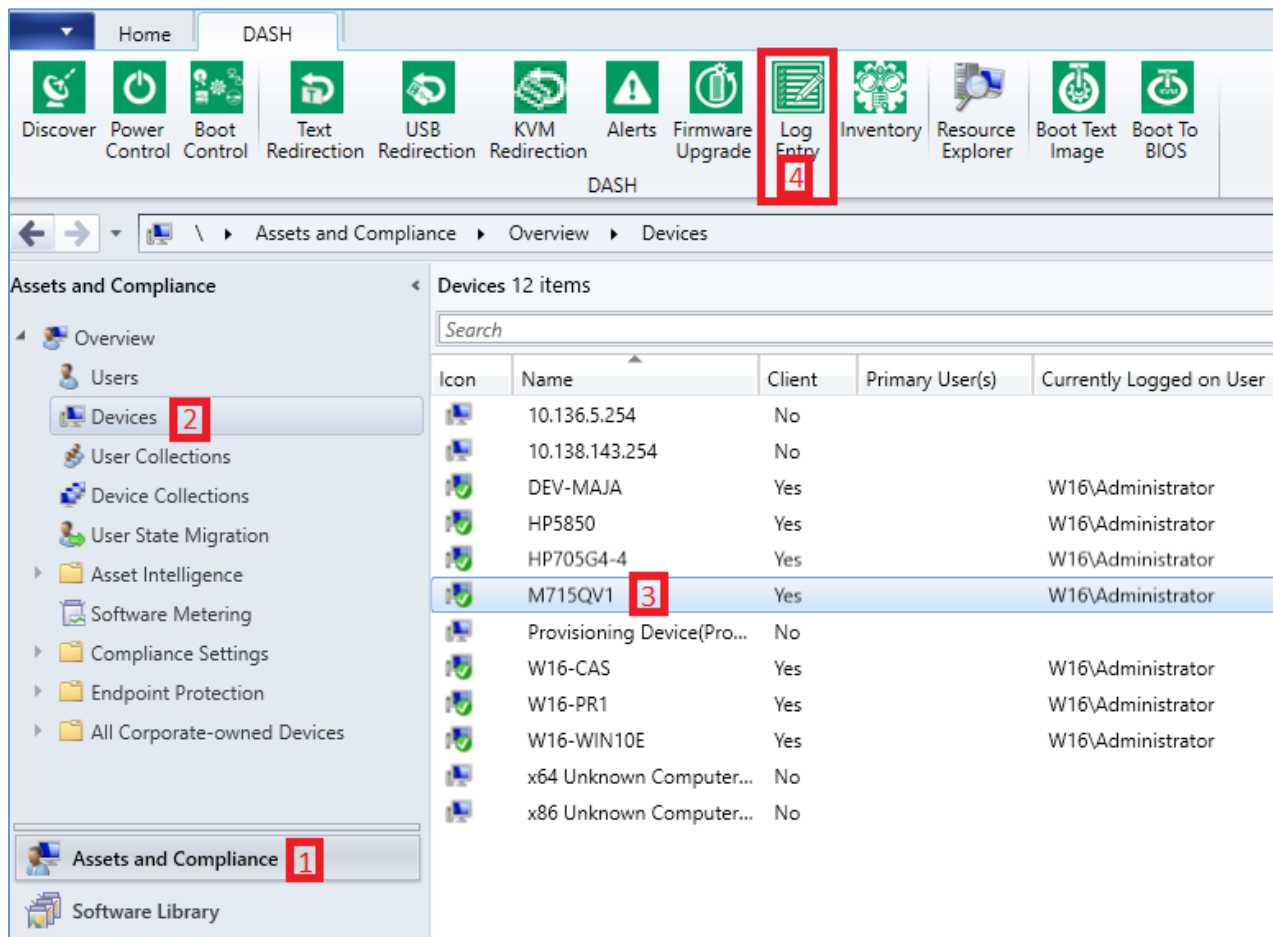 Home DASH
Discover Power Control Boot Control Text Redirection USB Redirection KVM Redirection Alerts Firmware Upgrade Log Entry Inventory Resource Explorer Boot Text Image Boot To BIOS
4
DASH
\ Assets and Compliance Overview Devices
Assets and Compliance
Overview
Users
Devices 2
User Collections
Device Collections
User State Migration
Asset Intelligence
Software Metering
Compliance Settings
Endpoint Protection
All Corporate-owned Devices
Assets and Compliance 1
Software Library
Devices 12 items
Search
Icon Name Client Primary User(s) Currently Logged on User
10.136.5.254 No
10.138.143.254 No
DEV-MAJA Yes W16\Administrator
HP5850 Yes W16\Administrator
HP705G4-4 Yes W16\Administrator
M715QV1 3 Yes W16\Administrator
Provisioning Device(Pro... No
W16-CAS Yes W16\Administrator
W16-PR1 Yes W16\Administrator
W16-WIN10E Yes W16\Administrator
x64 Unknown Computer... No
x86 Unknown Computer... No